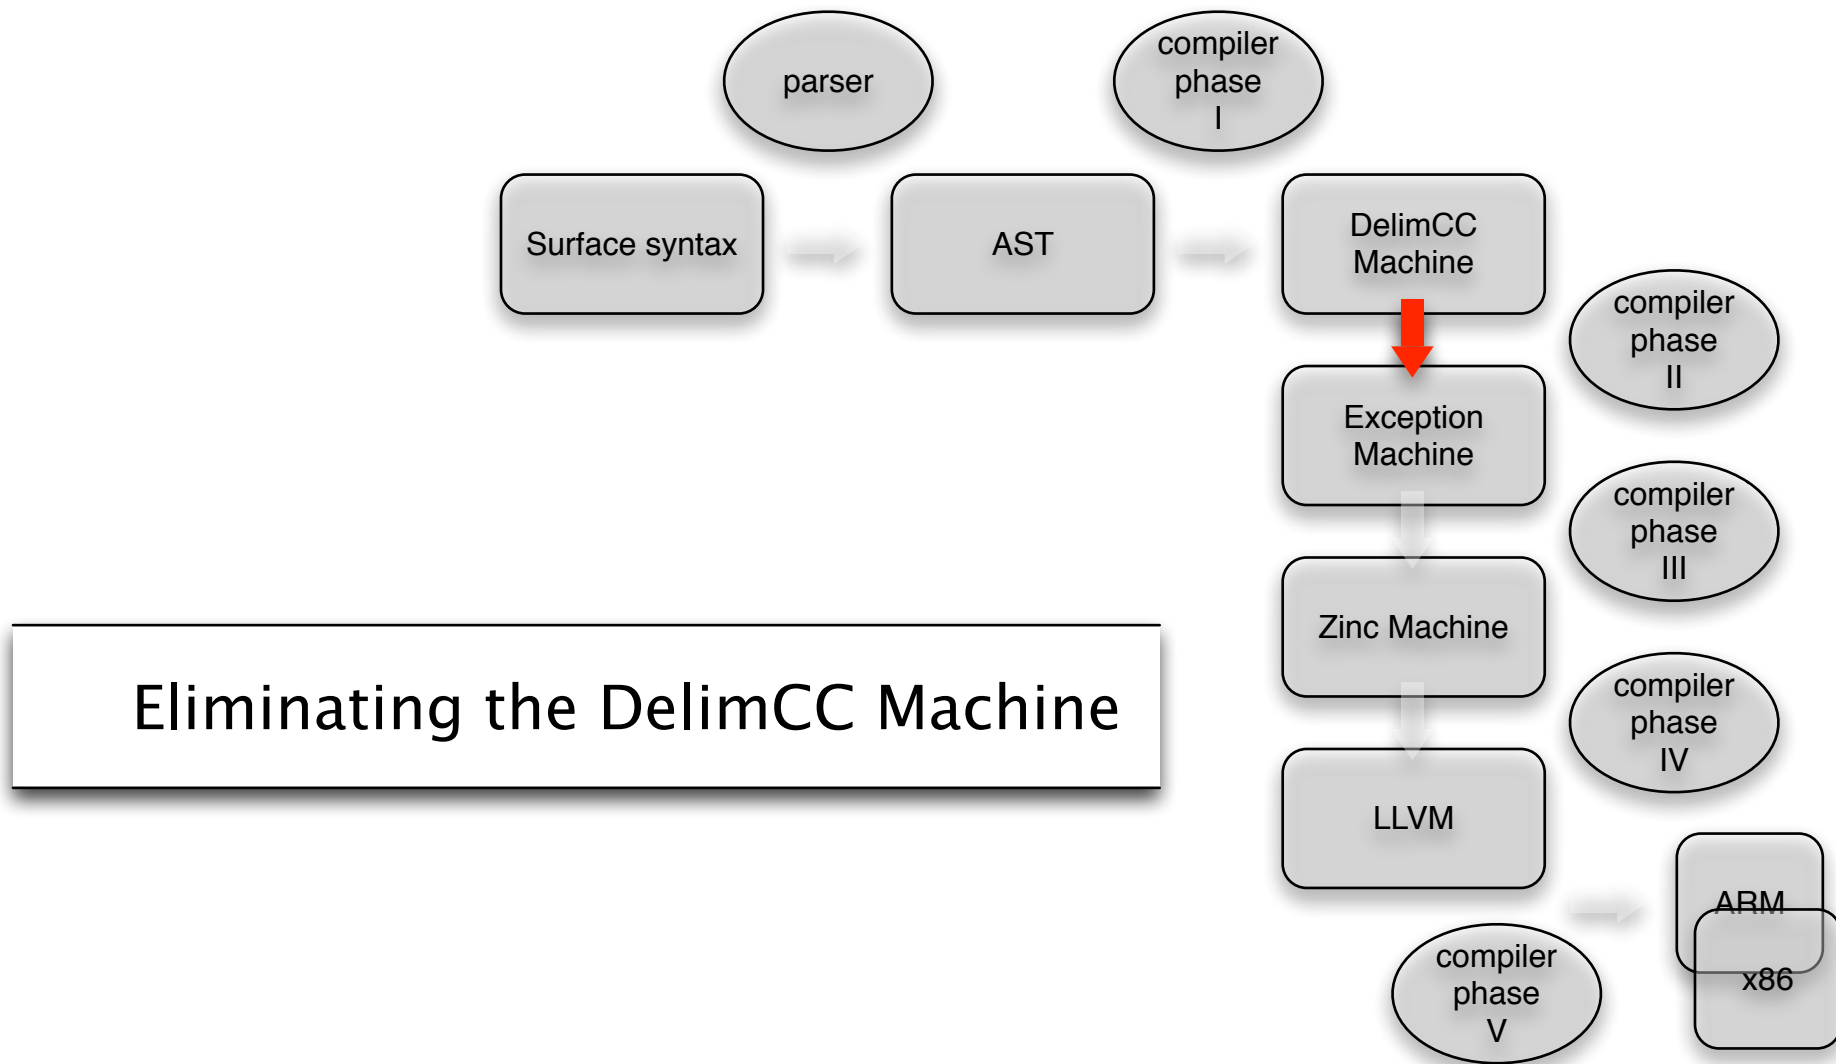 parser
compiler
phase
I
Surface syntax
AST
DelimCC
Machine
compiler
phase
II
Exception
Machine
compiler
phase
III
Zinc Machine
Eliminating the DelimCC Machine
compiler
phase
IV
LLVM
ARM
x86
compiler
phase
V